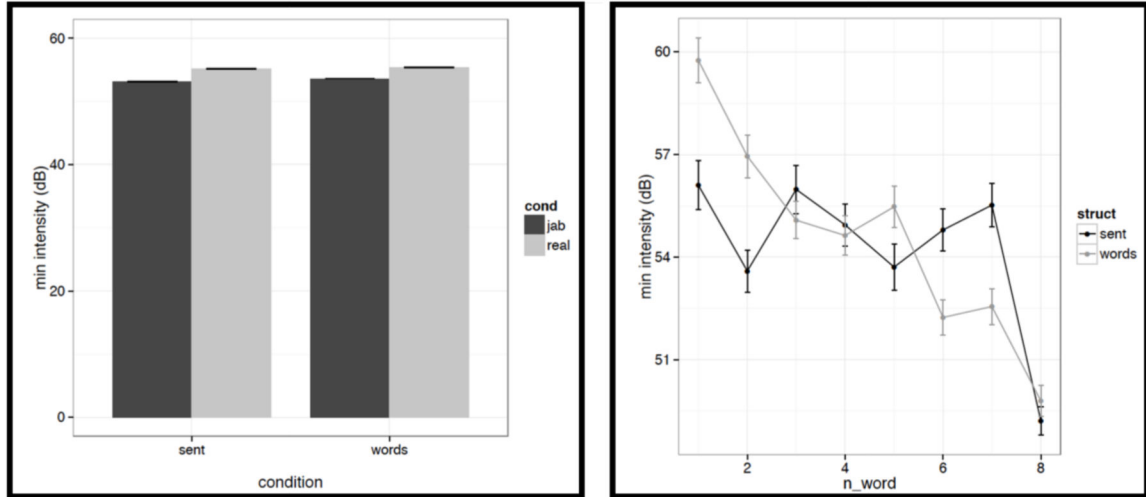 60
40
20
0
min intensity (dB)
sent
words
condition
cond
jab
real
60
57
54
51
min intensity (dB)
2
4
6
8
n_word
struct
sent
words